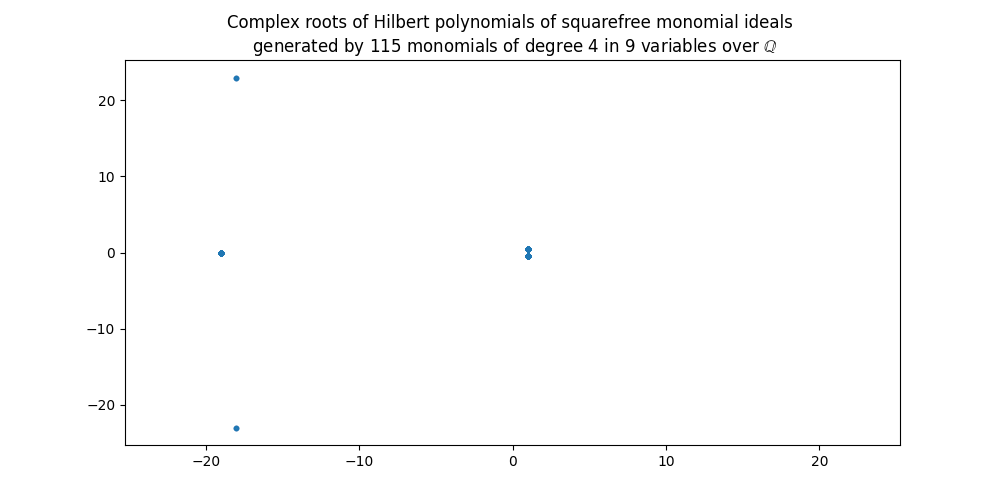 Complex roots of Hilbert polynomials of squarefree monomial ideals
generated by 115 monomials of degree 4 in 9 variables over ℚ
20
10
0
−10
−20
−20 −10 0 10 20